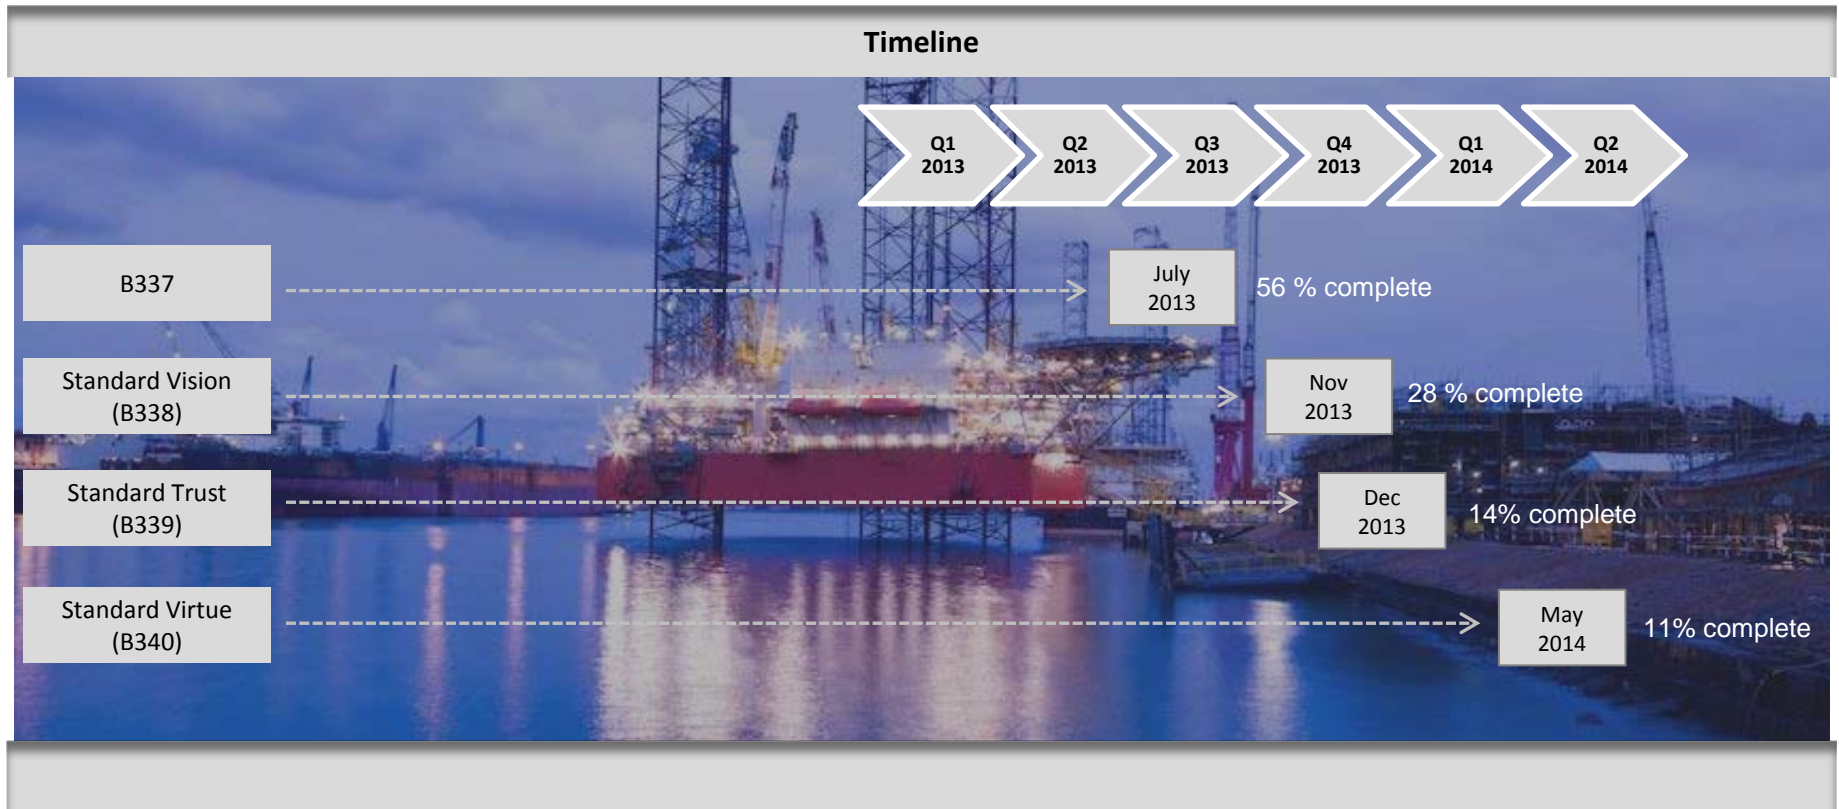 Timeline
Q1
2013
Q2
2013
Q3
2013
Q4
2013
Q1
2014
Q2
2014
B337
July
2013
56 % complete
Standard Vision
(B338)
Nov
2013
28 % complete
Standard Trust
(B339)
Dec
2013
14% complete
Standard Virtue
(B340)
May
2014
11% complete